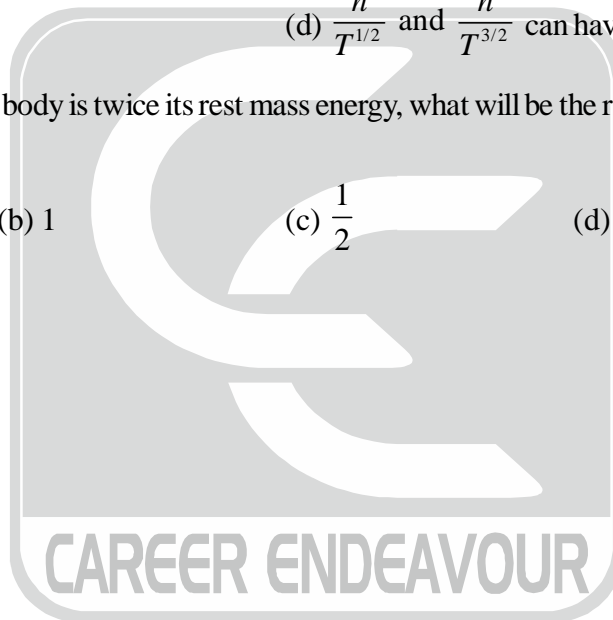 (d) n/T^{1/2} and n/T^{3/2} can hav
body is twice its rest mass energy, what will be the r
(b) 1 (c) 1/2 (d)
CAREER ENDEAVOUR